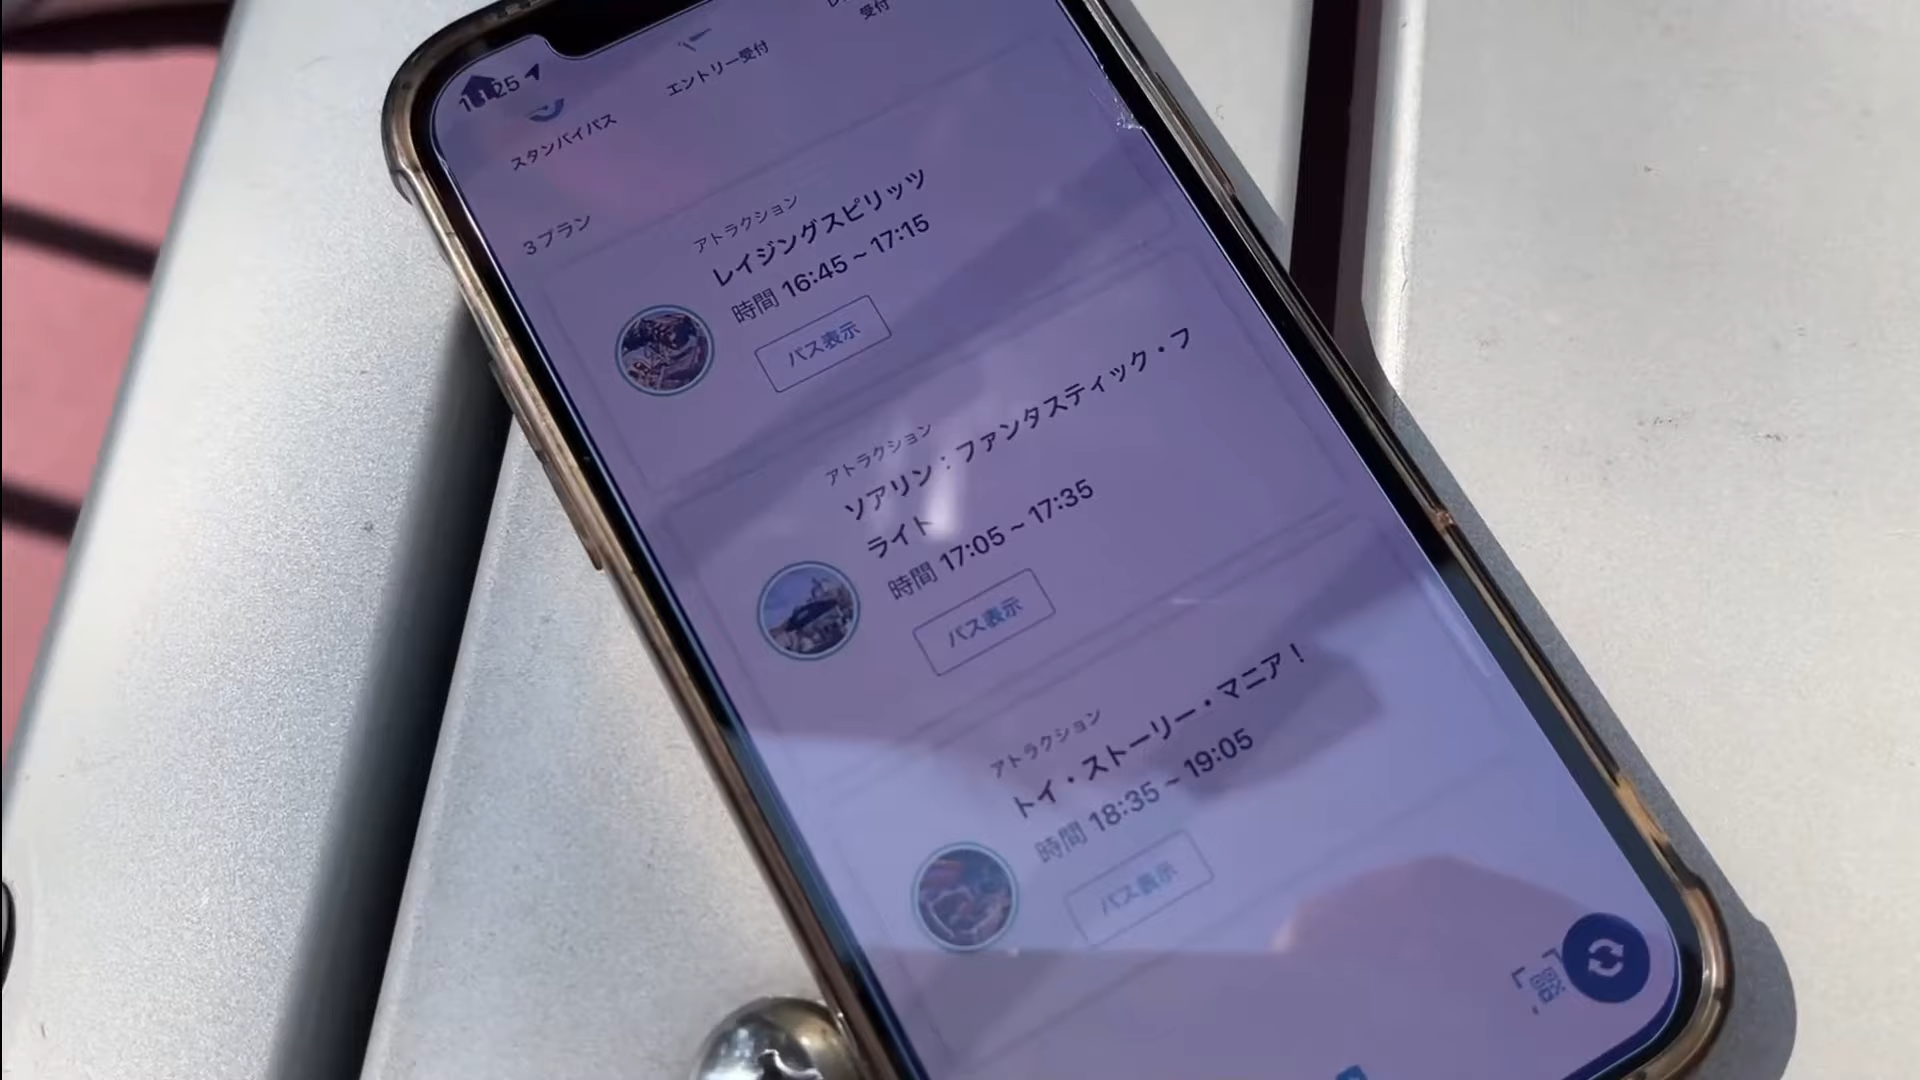 スタンバイパス
エントリー受付
受付
3プラン
アトラクション
レイジングスピリッツ
時間 16:45 ~ 17:15
パス表示
アトラクション
ソアリン：ファンタスティック・フ
ライト
時間 17:05 ~ 17:35
パス表示
アトラクション
トイ・ストーリー・マニア！
時間 18:35 ~ 19:05
パス表示